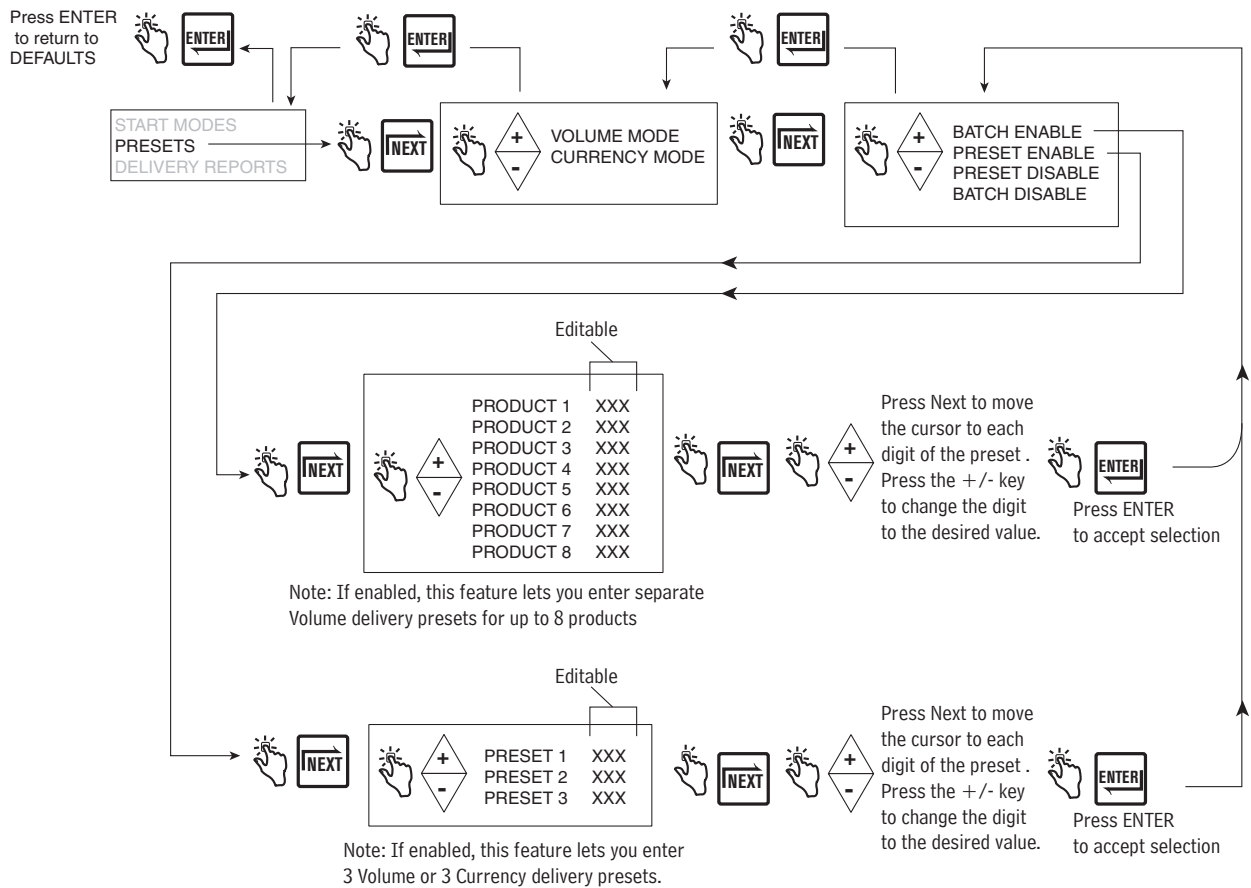 Press ENTER
to return to
DEFAULTS
ENTER
ENTER
ENTER
START MODES
PRESETS
DELIVERY REPORTS
NEXT
+
-
VOLUME MODE
CURRENCY MODE
NEXT
+
-
BATCH ENABLE
PRESET ENABLE
PRESET DISABLE
BATCH DISABLE
Editable
NEXT
+
-
PRODUCT 1 XXX
PRODUCT 2 XXX
PRODUCT 3 XXX
PRODUCT 4 XXX
PRODUCT 5 XXX
PRODUCT 6 XXX
PRODUCT 7 XXX
PRODUCT 8 XXX
NEXT
+
-
Press Next to move
the cursor to each
digit of the preset .
Press the +/- key
to change the digit
to the desired value.
ENTER
Press ENTER
to accept selection
Note: If enabled, this feature lets you enter separate
Volume delivery presets for up to 8 products
Editable
NEXT
+
-
PRESET 1 XXX
PRESET 2 XXX
PRESET 3 XXX
NEXT
+
-
Press Next to move
the cursor to each
digit of the preset .
Press the +/- key
to change the digit
to the desired value.
ENTER
Press ENTER
to accept selection
Note: If enabled, this feature lets you enter
3 Volume or 3 Currency delivery presets.